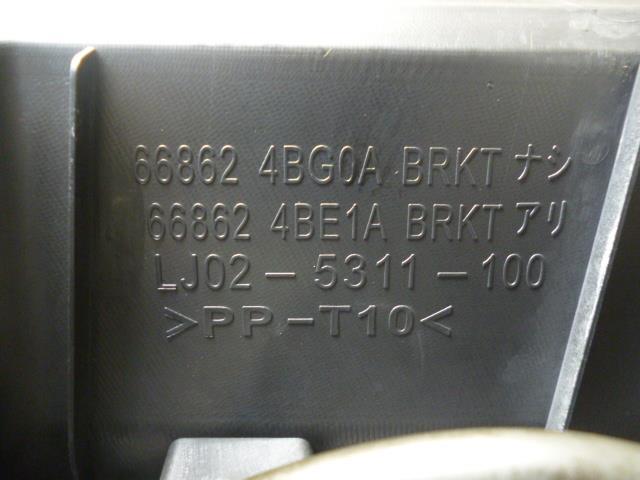 66862 4BG0A BRKT ナシ
66862 4BE1A BRKT アリ
LJ02-5311-100
>PP-T10<